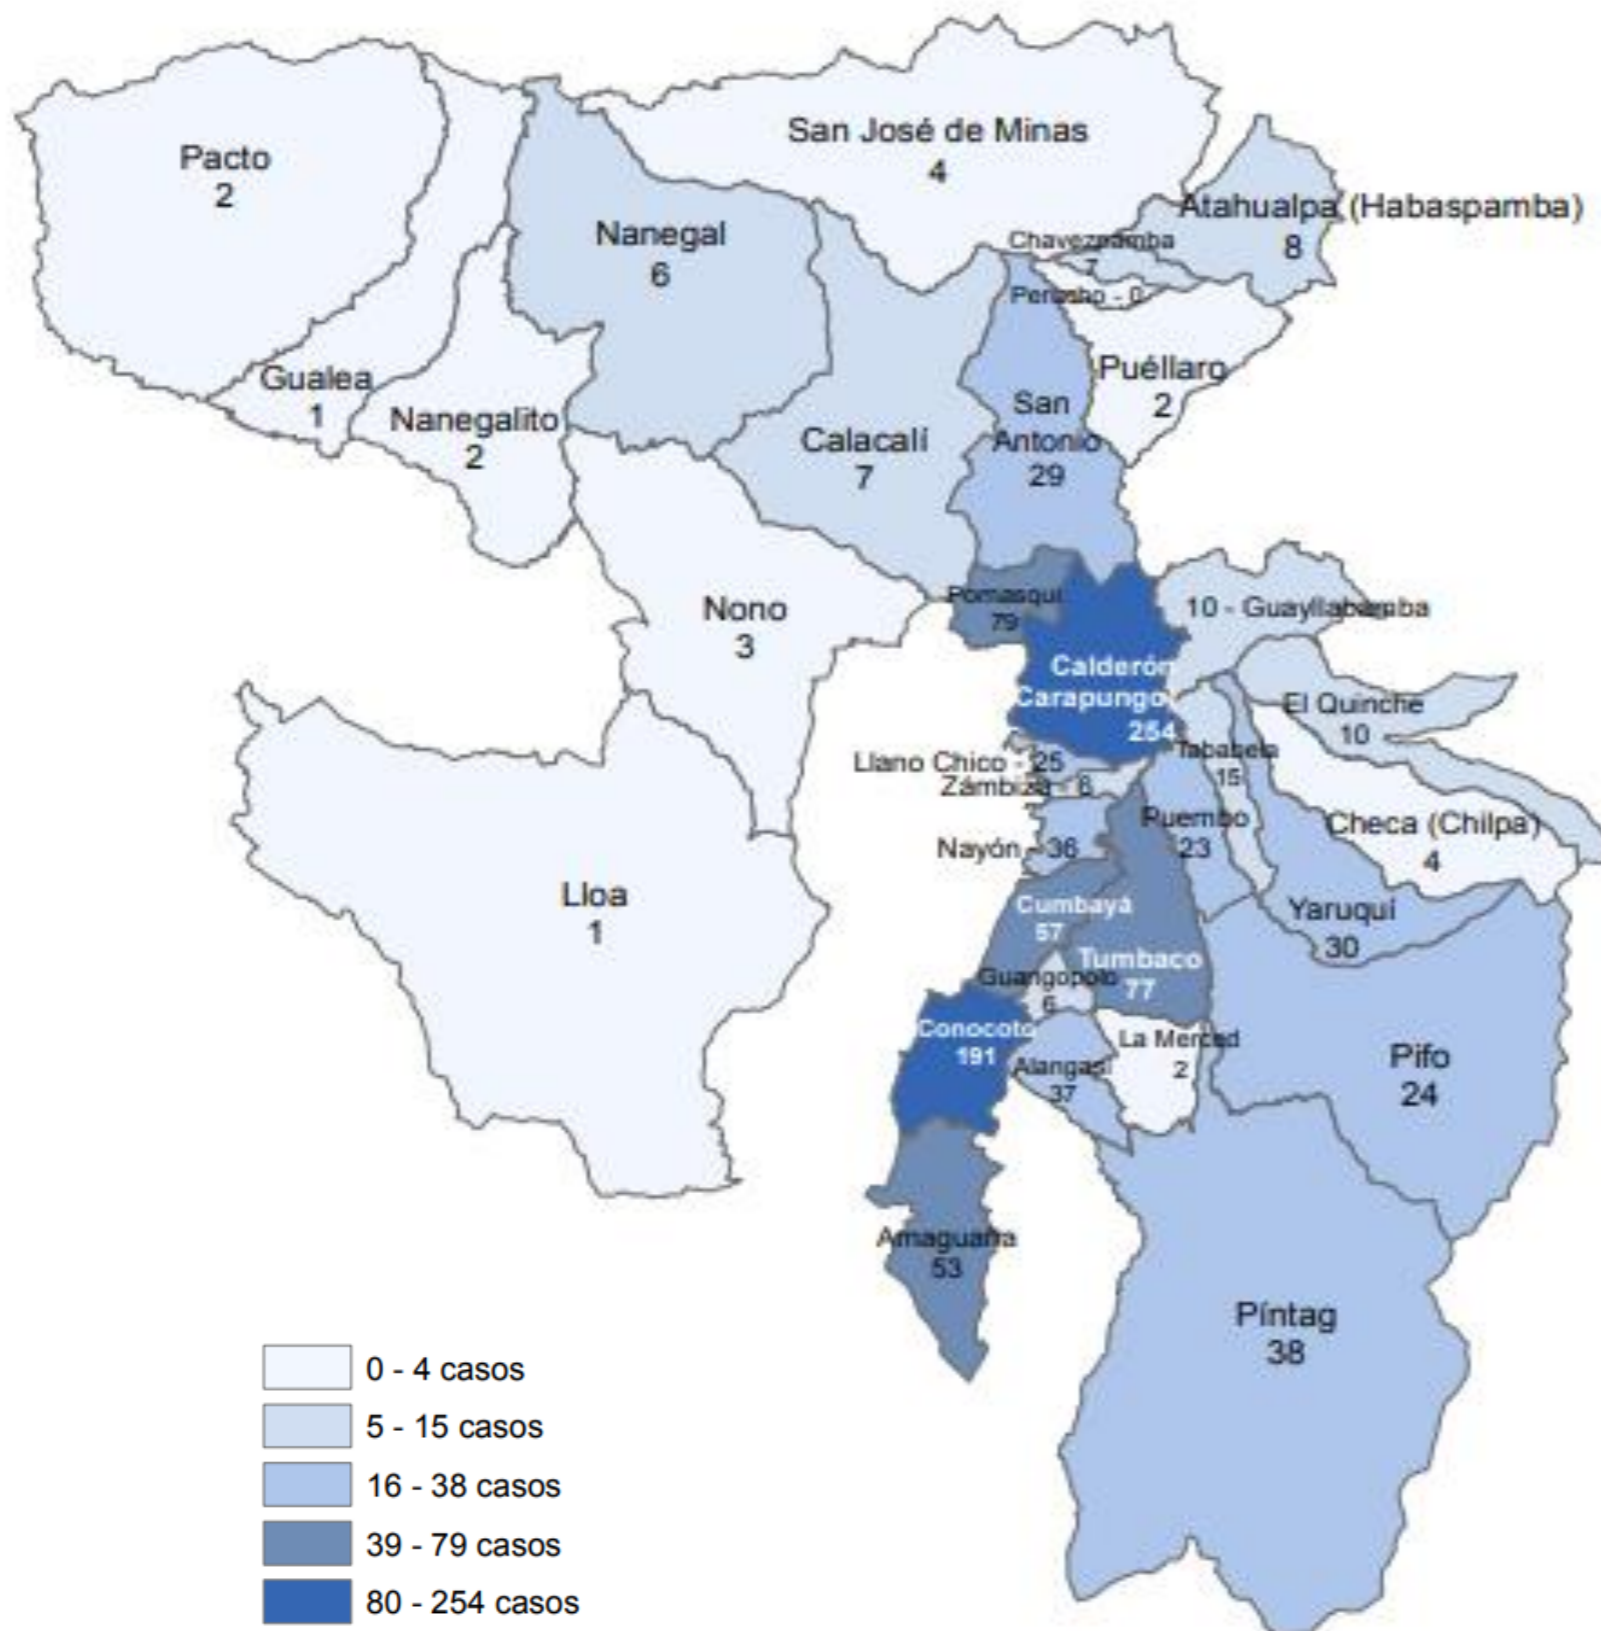 Pacto
2
San José de Minas
4
Atahualpa (Habaspamba)
8
Nanegal
6
Chavezpamba
7
Perucho - 0
Gualea
1
Nanegalito
2
Calacalí
7
San
Antonio
29
Puéllaro
2
Nono
3
Pomasqui
79
10 - Guayllabamba
Calderón
Carapungo
254
El Quinche
10
Llano Chico - 25
Zámbiza - 6
Tababela
15
Nayón - 36
Puembo
23
Checa (Chilpa)
4
Lloa
1
Cumbayá
57
Yaruquí
30
Tumbaco
77
Guangopolo
6
Conocoto
191
La Merced
2
Alangasí
37
Pifo
24
Amaguaña
53
Píntag
38
0 - 4 casos
5 - 15 casos
16 - 38 casos
39 - 79 casos
80 - 254 casos